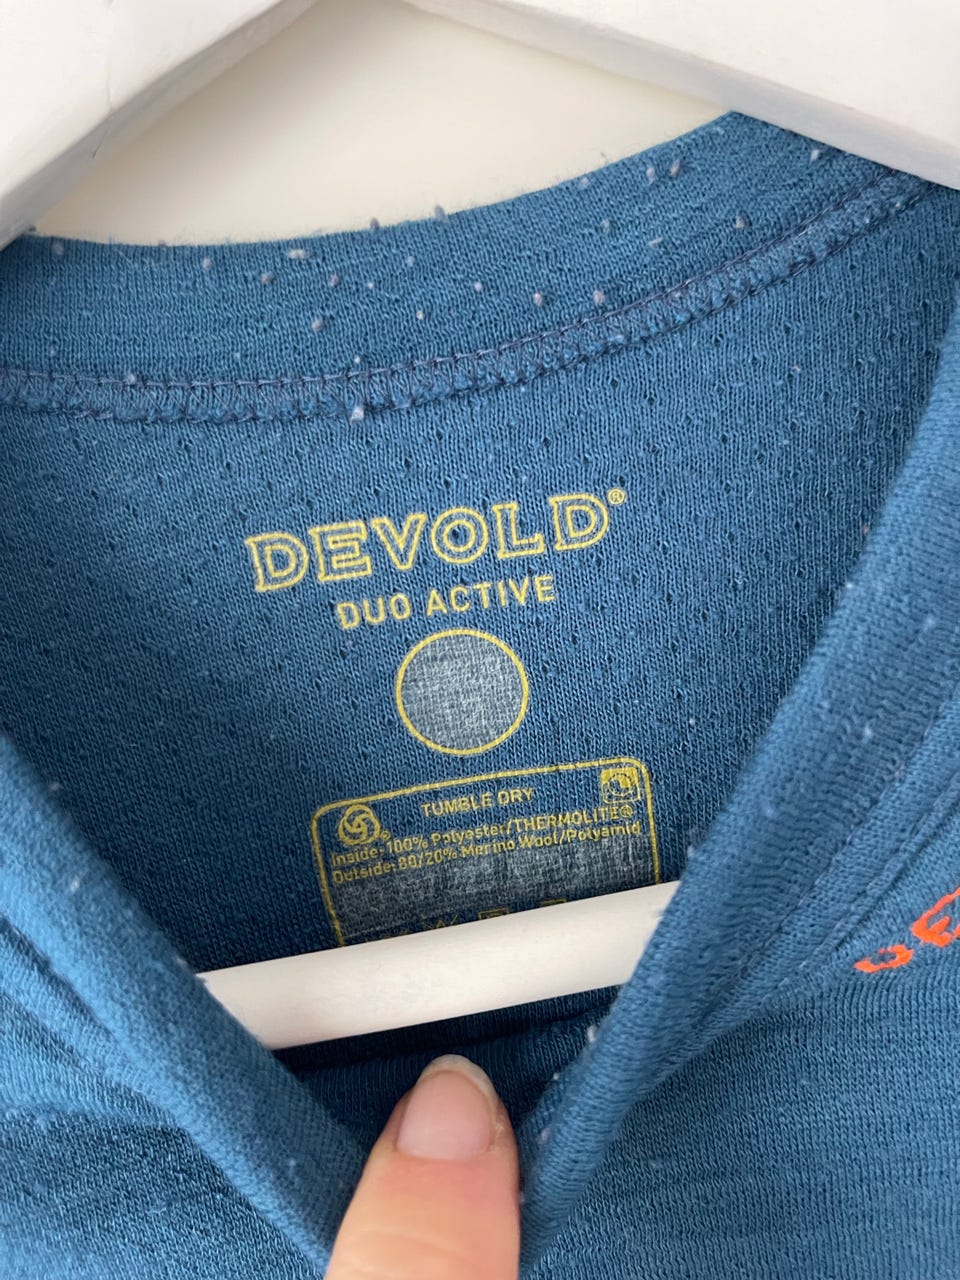 DEVOLD®
DUO ACTIVE
TUMBLE DRY
Inside: 100% Polyester/THERMOLITE®
Outside: 80/20% Merino Wool/Polyamid